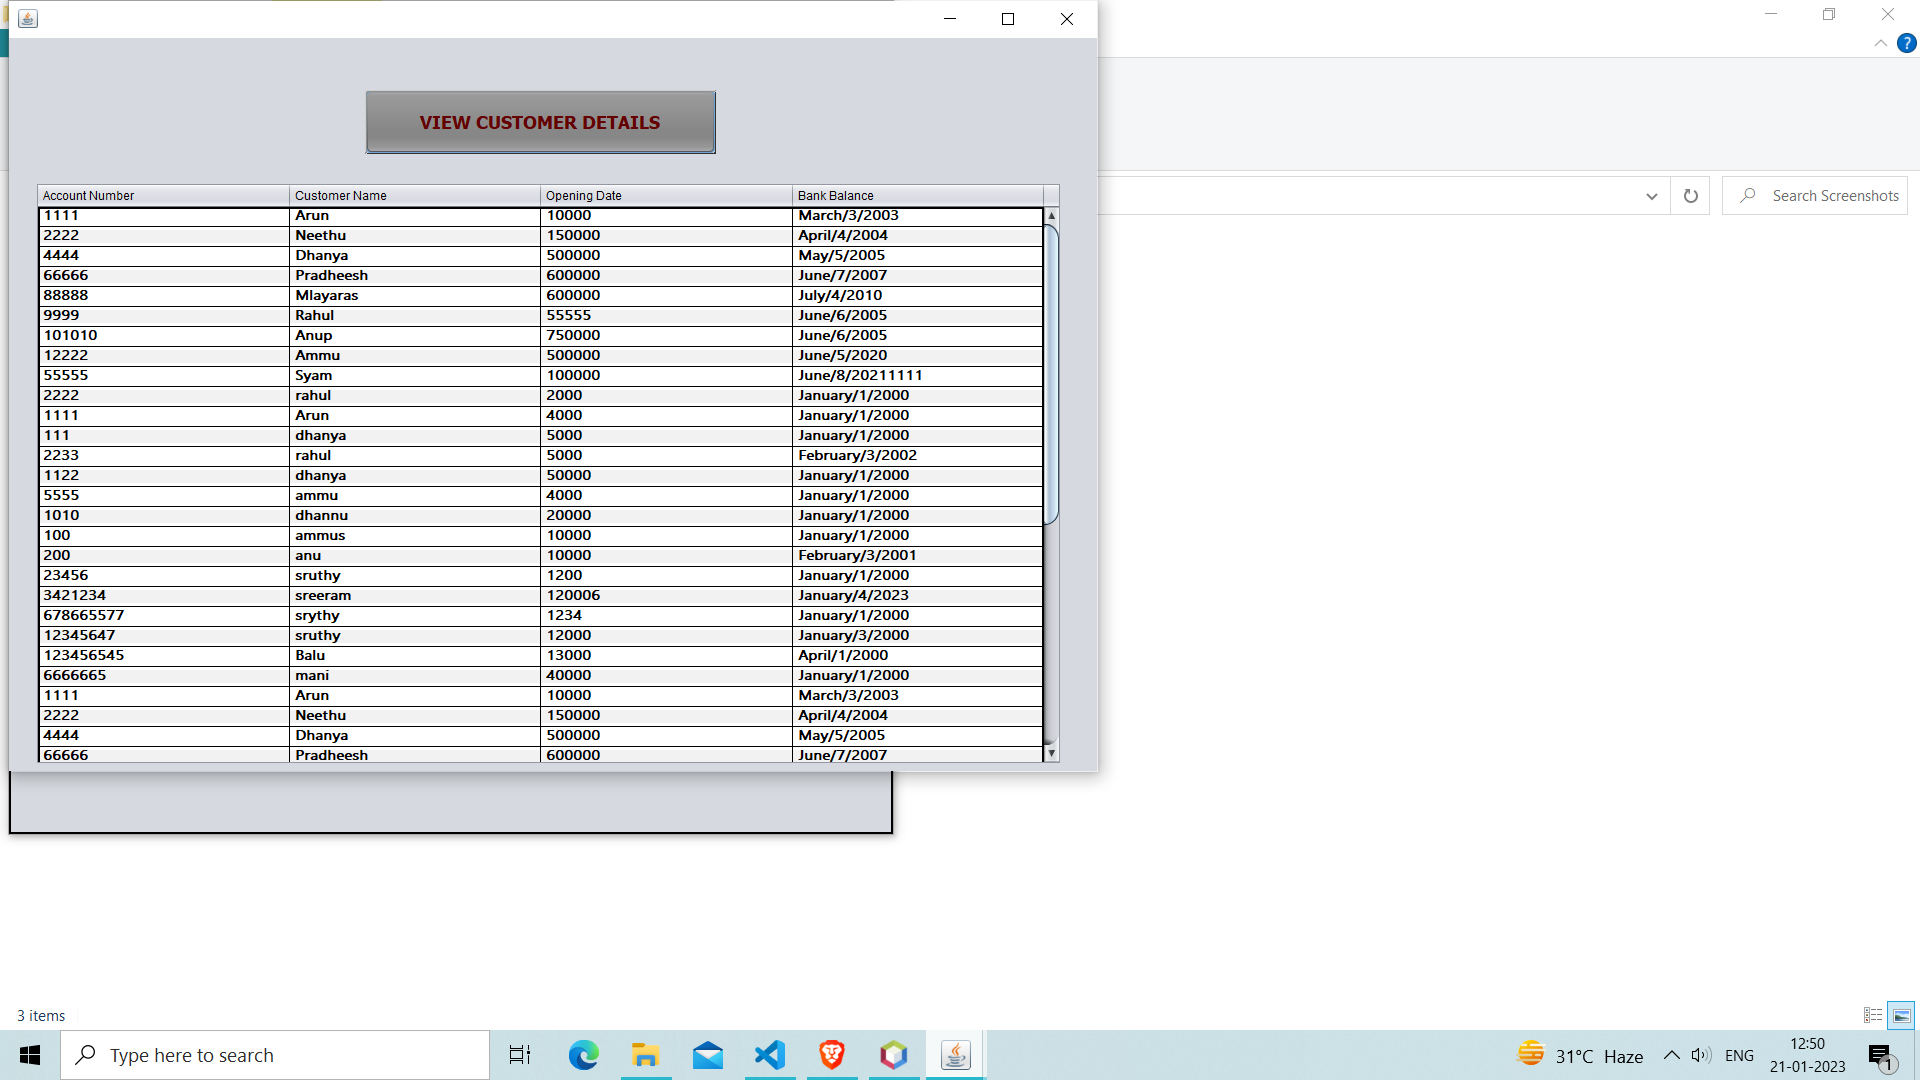 VIEW CUSTOMER DETAILS
Account Number Customer Name Opening Date Bank Balance
1111 Arun 10000 March/3/2003
2222 Neethu 150000 April/4/2004
4444 Dhanya 500000 May/5/2005
66666 Pradheesh 600000 June/7/2007
88888 Mlayaras 600000 July/4/2010
9999 Rahul 55555 June/6/2005
101010 Anup 750000 June/6/2005
12222 Ammu 500000 June/5/2020
55555 Syam 100000 June/8/20211111
2222 rahul 2000 January/1/2000
1111 Arun 4000 January/1/2000
111 dhanya 5000 January/1/2000
2233 rahul 5000 February/3/2002
1122 dhanya 50000 January/1/2000
5555 ammu 4000 January/1/2000
1010 dhannu 20000 January/1/2000
100 ammus 10000 January/1/2000
200 anu 10000 February/3/2001
23456 sruthy 1200 January/1/2000
3421234 sreeram 120006 January/4/2023
678665577 srythy 1234 January/1/2000
12345647 sruthy 12000 January/3/2000
123456545 Balu 13000 April/1/2000
6666665 mani 40000 January/1/2000
1111 Arun 10000 March/3/2003
2222 Neethu 150000 April/4/2004
4444 Dhanya 500000 May/5/2005
66666 Pradheesh 600000 June/7/2007
?
Search Screenshots
3 items
Type here to search
31°C Haze
ENG
12:50
21-01-2023
1